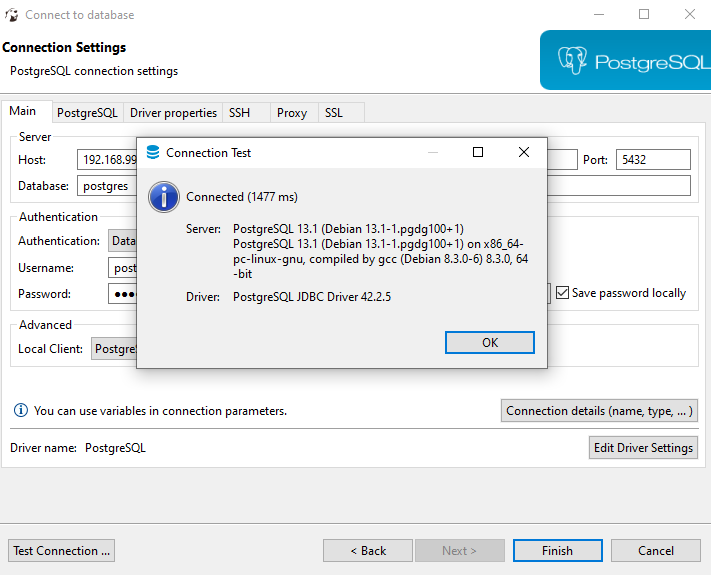 Connect to database
Connection Settings
PostgreSQL connection settings
PostgreSQL
Main PostgreSQL Driver properties SSH Proxy SSL
Server
Host: 192.168.99 Port: 5432
Database: postgres
Authentication
Authentication:
Username:
Password: Save password locally
Advanced
Local Client:
Connection Test
Connected (1477 ms)
Server: PostgreSQL 13.1 (Debian 13.1-1.pgdg100+1)
PostgreSQL 13.1 (Debian 13.1-1.pgdg100+1) on x86_64-
pc-linux-gnu, compiled by gcc (Debian 8.3.0-6) 8.3.0, 64
-bit
Driver: PostgreSQL JDBC Driver 42.2.5
OK
You can use variables in connection parameters.
Connection details (name, type, ... )
Driver name: PostgreSQL
Edit Driver Settings
Test Connection ... < Back Next > Finish Cancel